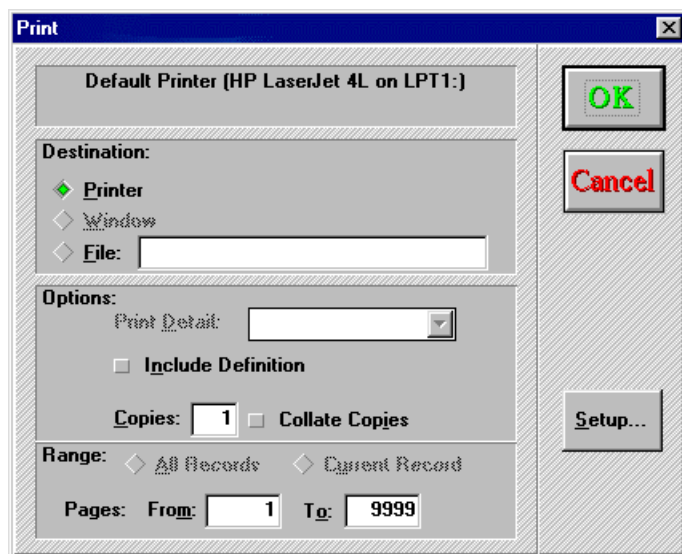 Print
Default Printer (HP LaserJet 4L on LPT1:)
OK
Cancel
Destination:
Printer
Window
File:
Options:
Print Detail:
Include Definition
Copies: 1 Collate Copies
Setup...
Range: All Records Current Record
Pages: From: 1 To: 9999